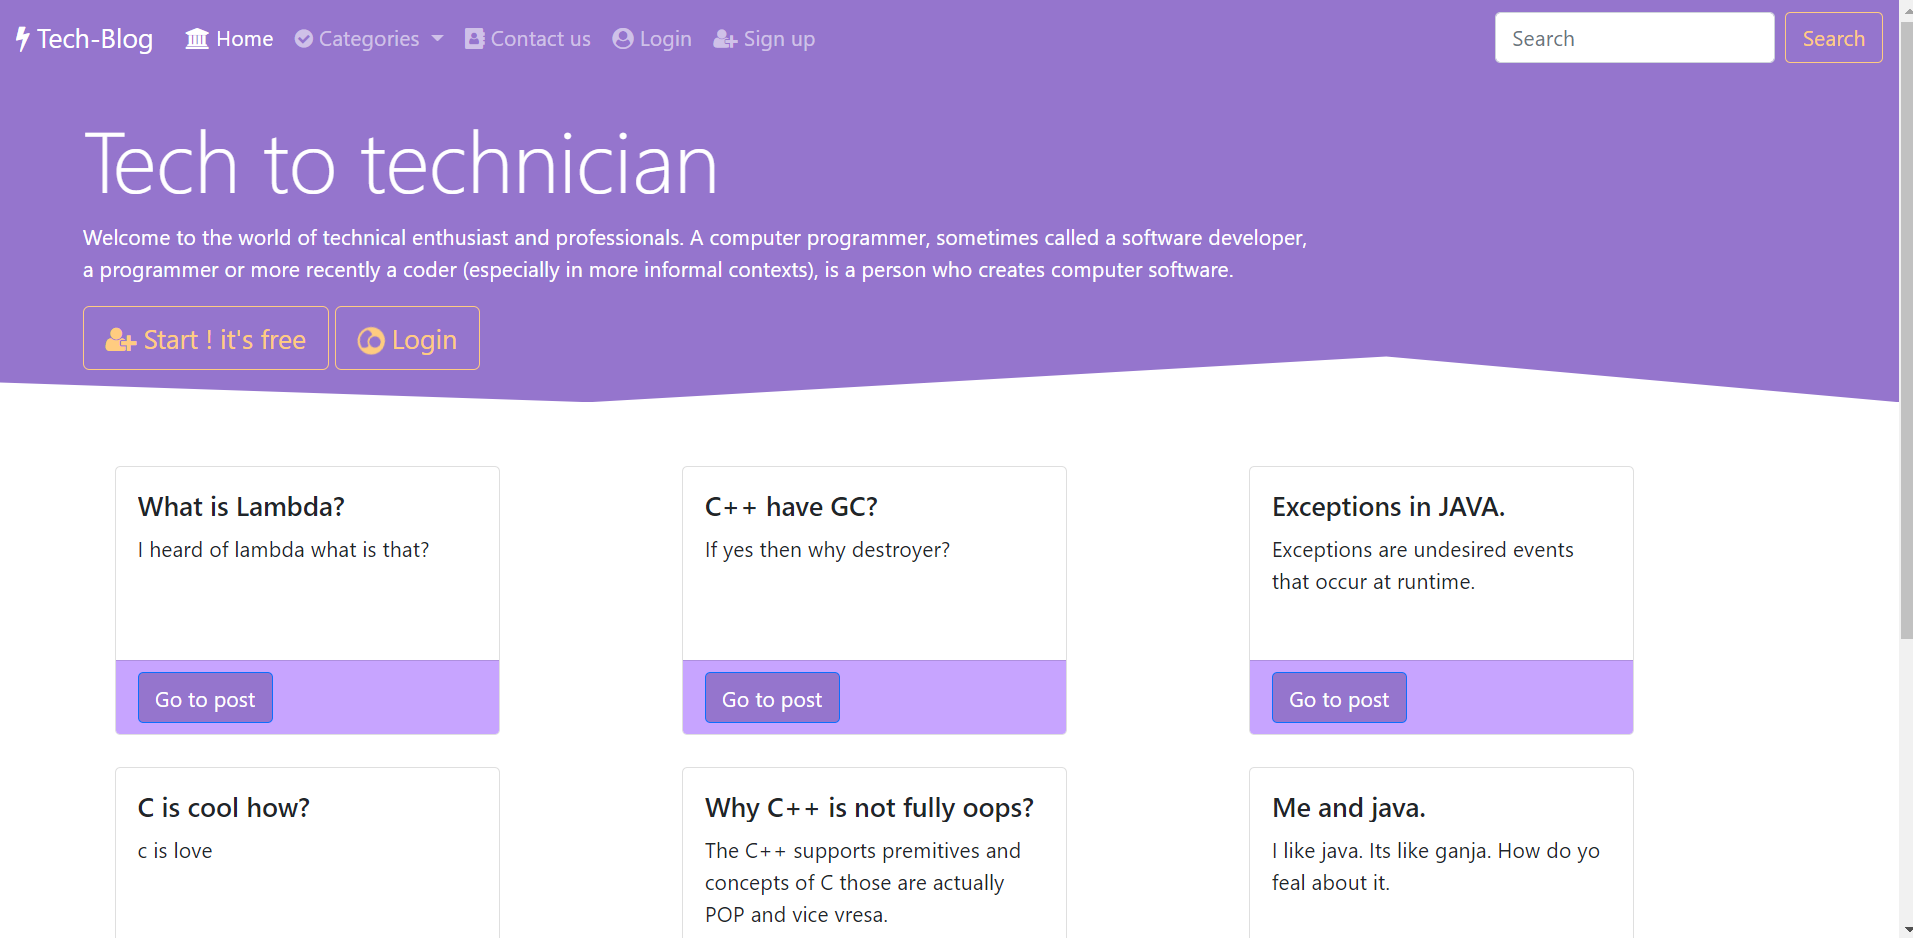 Tech-Blog Home Categories Contact us Login Sign up Search Search
Tech to technician
Welcome to the world of technical enthusiast and professionals. A computer programmer, sometimes called a software developer,
a programmer or more recently a coder (especially in more informal contexts), is a person who creates computer software.
Start ! it's free Login
What is Lambda?
I heard of lambda what is that?
Go to post
C++ have GC?
If yes then why destroyer?
Go to post
Exceptions in JAVA.
Exceptions are undesired events
that occur at runtime.
Go to post
C is cool how?
c is love
Why C++ is not fully oops?
The C++ supports premitives and
concepts of C those are actually
POP and vice vresa.
Me and java.
I like java. Its like ganja. How do yo
feal about it.